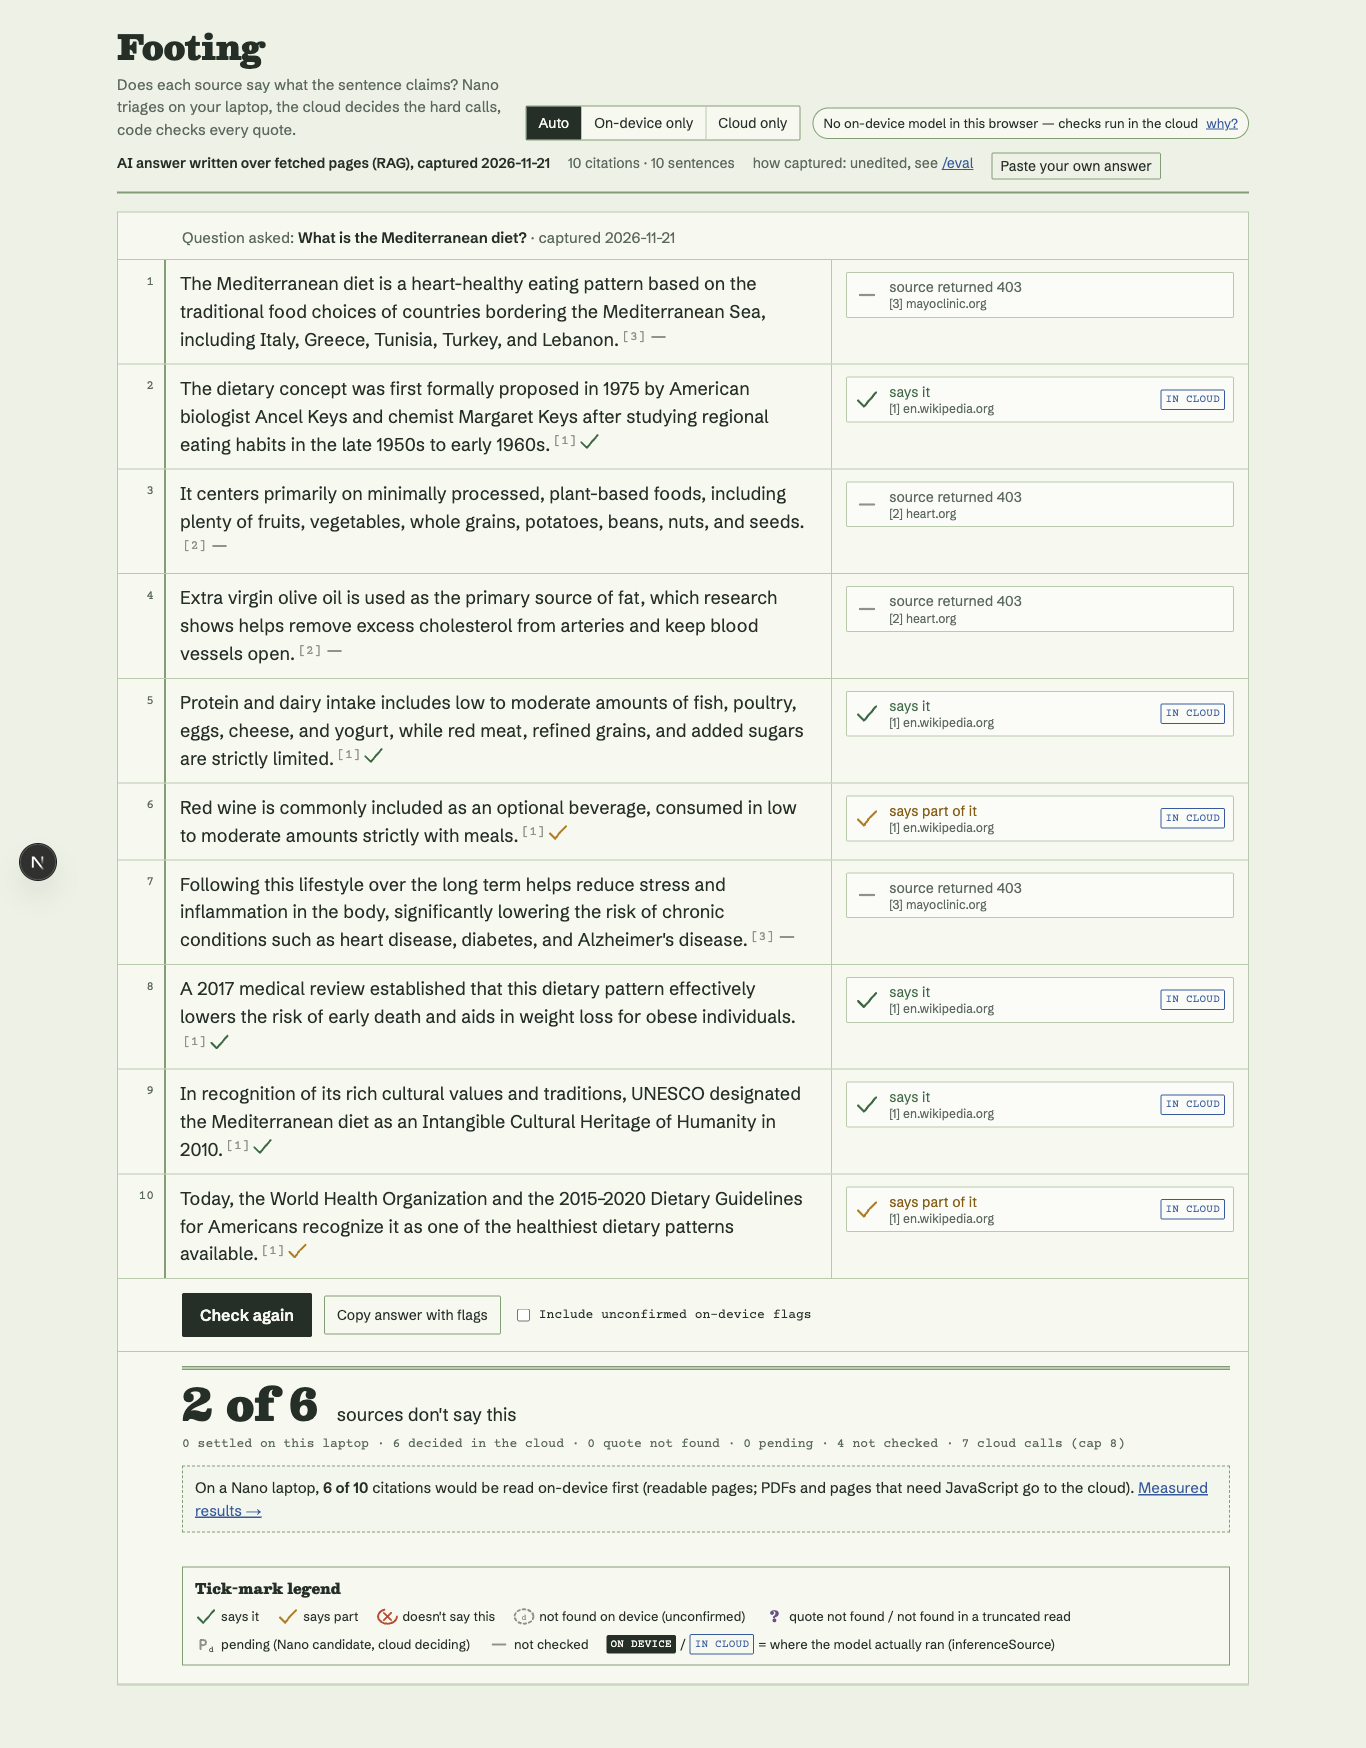 Footing
Does each source say what the sentence claims? Nano
triages on your laptop, the cloud decides the hard calls,
code checks every quote.
Auto On-device only Cloud only
No on-device model in this browser — checks run in the cloud why?
AI answer written over fetched pages (RAG), captured 2026-11-21 10 citations · 10 sentences how captured: unedited, see /eval Paste your own answer
Question asked: What is the Mediterranean diet? · captured 2026-11-21
1
The Mediterranean diet is a heart-healthy eating pattern based on the
traditional food choices of countries bordering the Mediterranean Sea,
including Italy, Greece, Tunisia, Turkey, and Lebanon. [3] —
— source returned 403
[3] mayoclinic.org
2
The dietary concept was first formally proposed in 1975 by American
biologist Ancel Keys and chemist Margaret Keys after studying regional
eating habits in the late 1950s to early 1960s. [1] ✓
✓ says it
[1] en.wikipedia.org
IN CLOUD
3
It centers primarily on minimally processed, plant-based foods, including
plenty of fruits, vegetables, whole grains, potatoes, beans, nuts, and seeds.
[2] —
— source returned 403
[2] heart.org
4
Extra virgin olive oil is used as the primary source of fat, which research
shows helps remove excess cholesterol from arteries and keep blood
vessels open. [2] —
— source returned 403
[2] heart.org
5
Protein and dairy intake includes low to moderate amounts of fish, poultry,
eggs, cheese, and yogurt, while red meat, refined grains, and added sugars
are strictly limited. [1] ✓
✓ says it
[1] en.wikipedia.org
IN CLOUD
6
Red wine is commonly included as an optional beverage, consumed in low
to moderate amounts strictly with meals. [1] ✓
✓ says part of it
[1] en.wikipedia.org
IN CLOUD
7
Following this lifestyle over the long term helps reduce stress and
inflammation in the body, significantly lowering the risk of chronic
conditions such as heart disease, diabetes, and Alzheimer's disease. [3] —
— source returned 403
[3] mayoclinic.org
8
A 2017 medical review established that this dietary pattern effectively
lowers the risk of early death and aids in weight loss for obese individuals.
[1] ✓
✓ says it
[1] en.wikipedia.org
IN CLOUD
9
In recognition of its rich cultural values and traditions, UNESCO designated
the Mediterranean diet as an Intangible Cultural Heritage of Humanity in
2010. [1] ✓
✓ says it
[1] en.wikipedia.org
IN CLOUD
10
Today, the World Health Organization and the 2015–2020 Dietary Guidelines
for Americans recognize it as one of the healthiest dietary patterns
available. [1] ✓
✓ says part of it
[1] en.wikipedia.org
IN CLOUD
Check again Copy answer with flags Include unconfirmed on-device flags
2 of 6 sources don't say this
0 settled on this laptop · 6 decided in the cloud · 0 quote not found · 0 pending · 4 not checked · 7 cloud calls (cap 8)
On a Nano laptop, 6 of 10 citations would be read on-device first (readable pages; PDFs and pages that need JavaScript go to the cloud). Measured
results →
Tick-mark legend
✓ says it ✓ says part doesn't say this d not found on device (unconfirmed) ? quote not found / not found in a truncated read
Pd pending (Nano candidate, cloud deciding) — not checked ON DEVICE / IN CLOUD = where the model actually ran (inferenceSource)
N